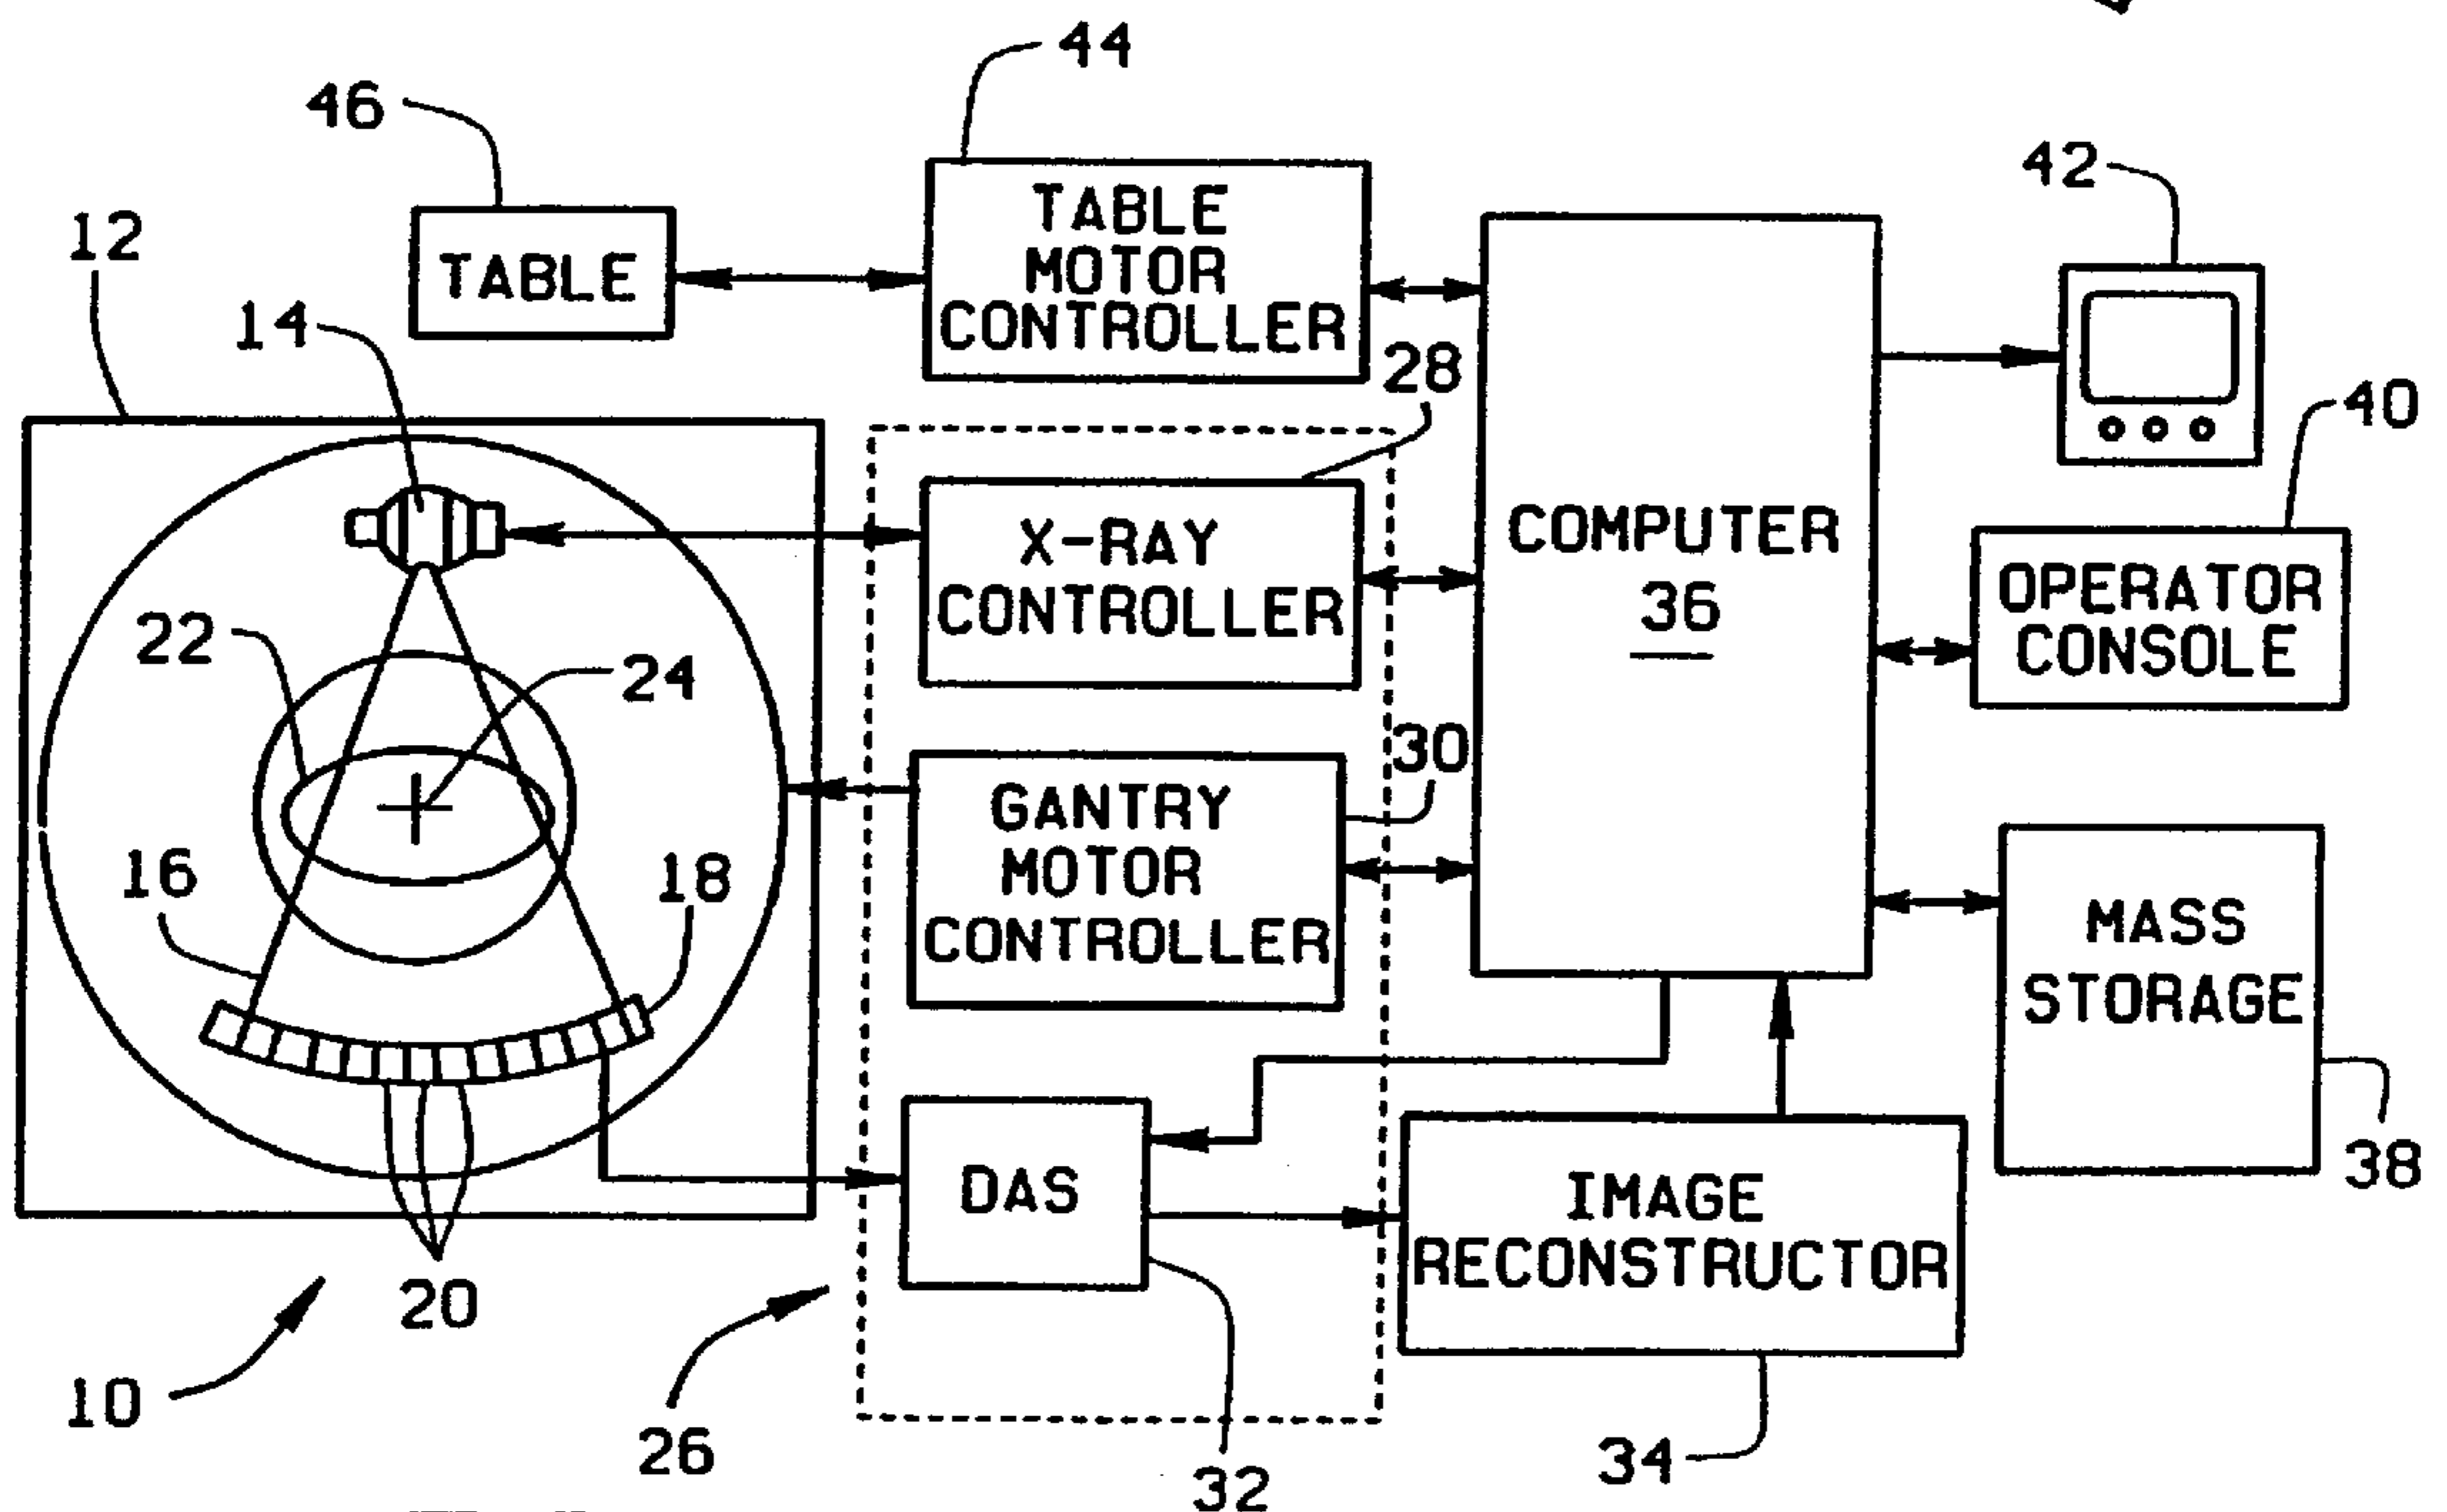 44
46
TABLE
MOTOR
CONTROLLER
42
12
TABLE
14
28
40
X-RAY
CONTROLLER
COMPUTER
36
OPERATOR
CONSOLE
22
24
30
GANTRY
MOTOR
CONTROLLER
16
18
MASS
STORAGE
38
DAS
IMAGE
RECONSTRUCTOR
20
10
26
32
34